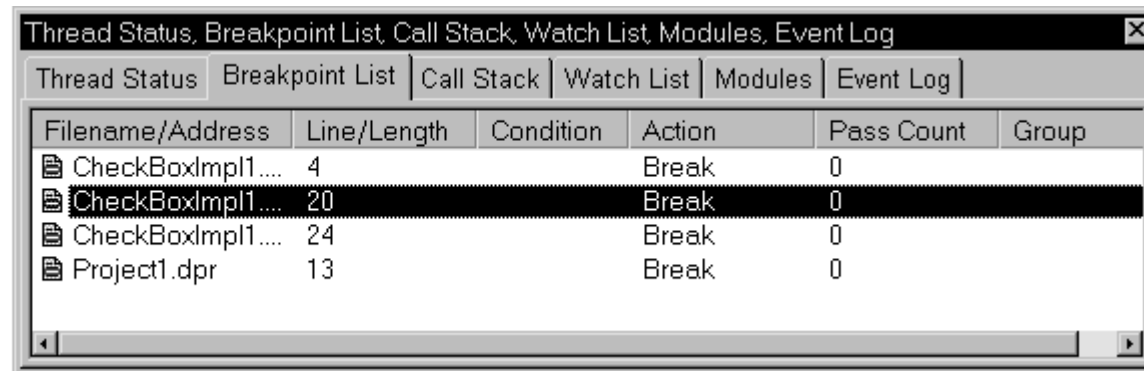 Thread Status, Breakpoint List, Call Stack, Watch List, Modules, Event Log
Thread Status Breakpoint List Call Stack Watch List Modules Event Log
Filename/Address Line/Length Condition Action Pass Count Group
CheckBoxImpl1.... 4 Break 0
CheckBoxImpl1.... 20 Break 0
CheckBoxImpl1.... 24 Break 0
Project1.dpr 13 Break 0